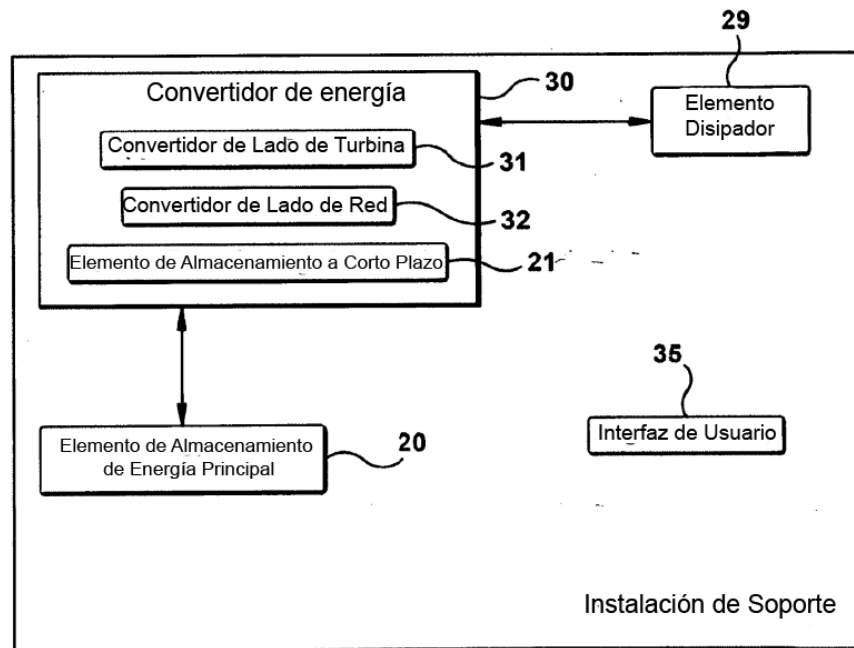 29
Convertidor de energía
30
Elemento
Disipador
Convertidor de Lado de Turbina
31
Convertidor de Lado de Red
32
Elemento de Almacenamiento a Corto Plazo
21
35
Elemento de Almacenamiento
de Energía Principal
20
Interfaz de Usuario
Instalación de Soporte